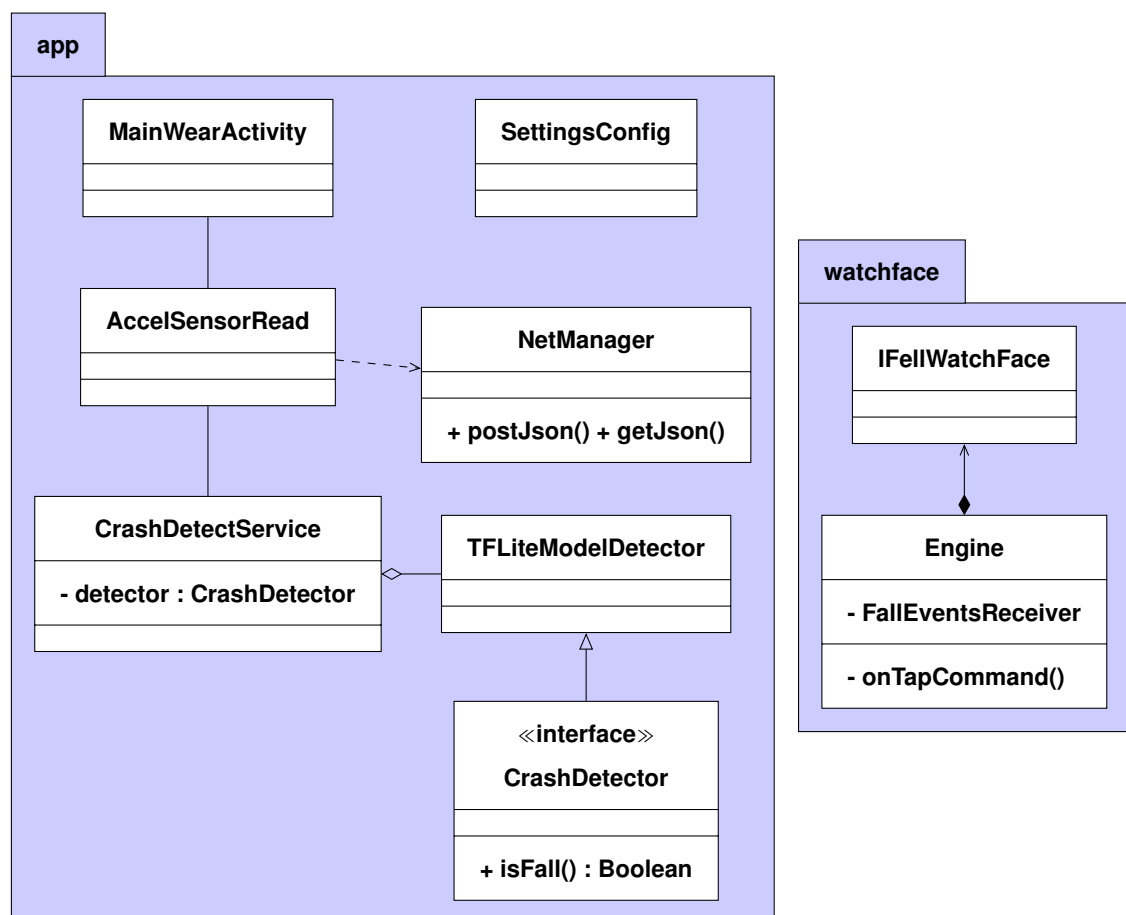 app
MainWearActivity
SettingsConfig
AccelSensorRead
NetManager
+ postJson() + getJson()
CrashDetectService
- detector : CrashDetector
TFLiteModelDetector
≪interface≫
CrashDetector
+ isFall() : Boolean
watchface
IFellWatchFace
Engine
- FallEventsReceiver
- onTapCommand()